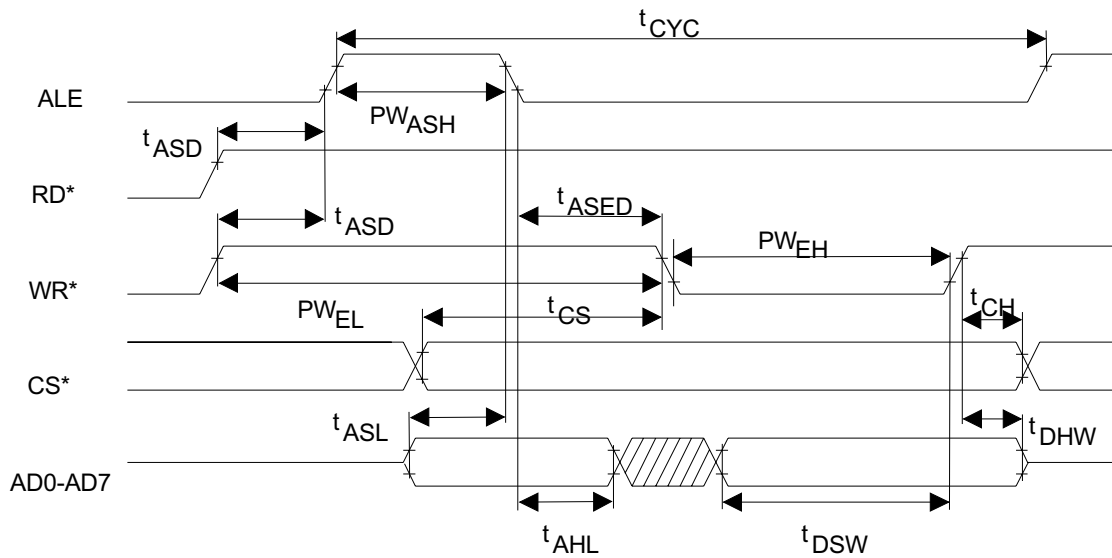 tCYC
ALE
PWASH
tASD
RD*
tASED
tASD
PWEH
WR*
PWEL
tCS
tCH
CS*
tASL
tDHW
AD0-AD7
tAHL
tDSW